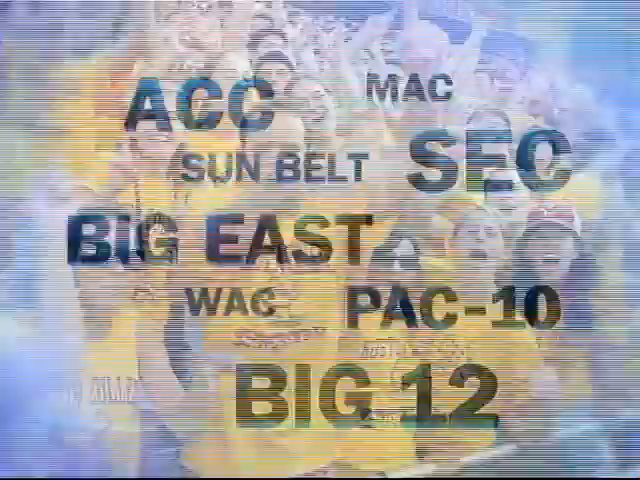 ACC
MAC
SUN BELT
SEC
BIG EAST
WAC
PAC-10
BIG 12